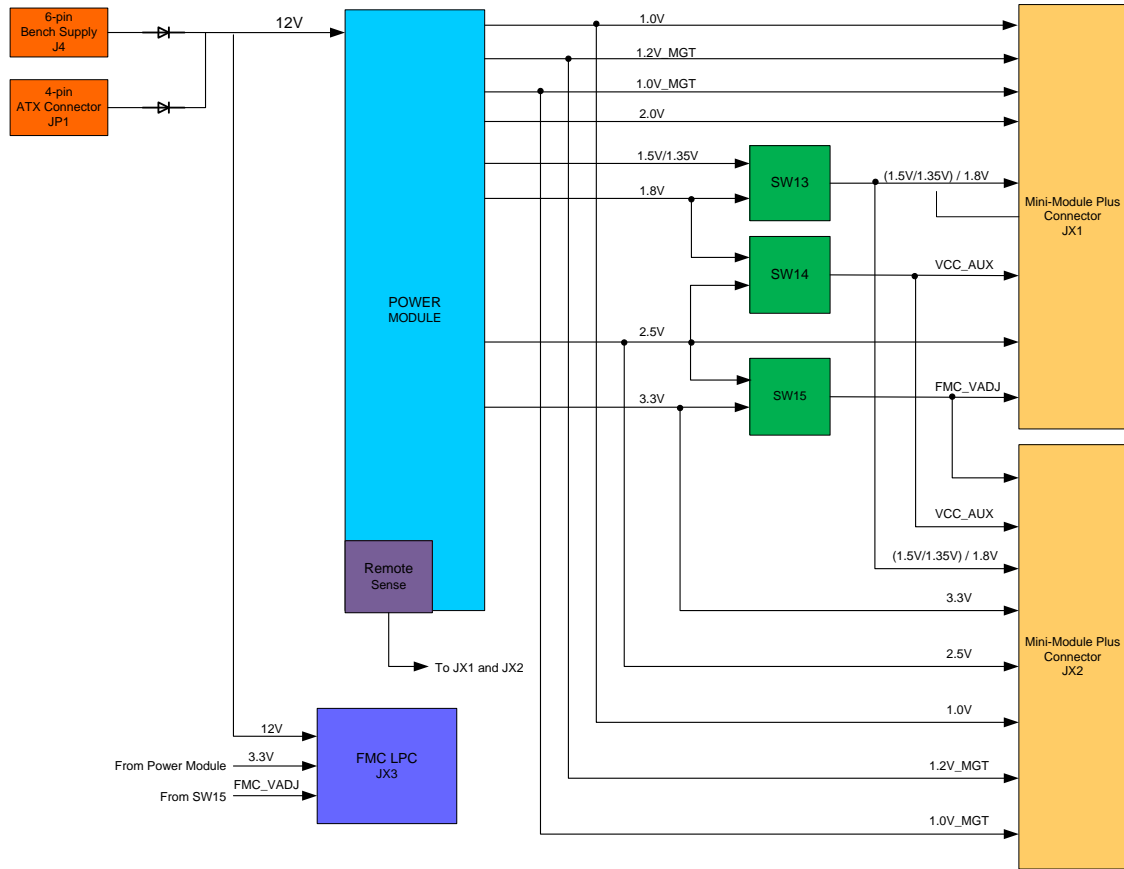 6-pin
Bench Supply
J4
12V
4-pin
ATX Connector
JP1
POWER
MODULE
Remote
Sense
To JX1 and JX2
1.0V
1.2V_MGT
1.0V_MGT
2.0V
1.5V/1.35V
1.8V
2.5V
3.3V
SW13
SW14
SW15
(1.5V/1.35V) / 1.8V
VCC_AUX
FMC_VADJ
Mini-Module Plus
Connector
JX1
VCC_AUX
(1.5V/1.35V) / 1.8V
3.3V
2.5V
1.0V
1.2V_MGT
1.0V_MGT
Mini-Module Plus
Connector
JX2
12V
From Power Module
3.3V
From SW15
FMC_VADJ
FMC LPC
JX3